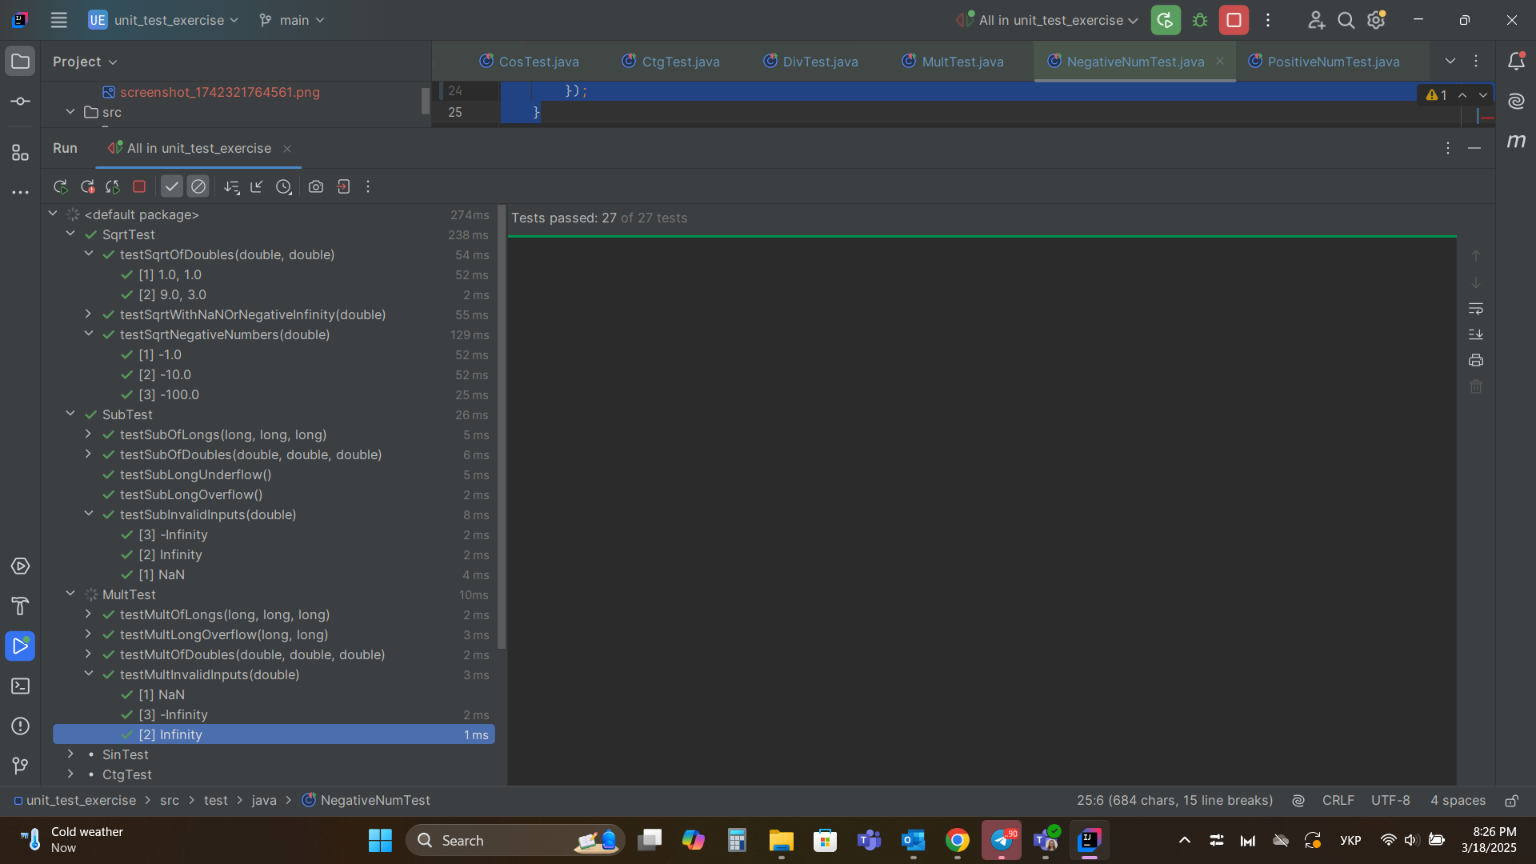 UE unit_test_exercise main All in unit_test_exercise
Project CosTest.java CtgTest.java DivTest.java MultTest.java NegativeNumTest.java PositiveNumTest.java
screenshot_1742321764561.png 24 }); 1
src 25 }
Run All in unit_test_exercise m
<default package> 274ms Tests passed: 27 of 27 tests
SqrtTest 238 ms
testSqrtOfDoubles(double, double) 54 ms
[1] 1.0, 1.0 52 ms
[2] 9.0, 3.0 2 ms
testSqrtWithNaNOrNegativeInfinity(double) 55 ms
testSqrtNegativeNumbers(double) 129 ms
[1] -1.0 52 ms
[2] -10.0 52 ms
[3] -100.0 25 ms
SubTest 26 ms
testSubOfLongs(long, long, long) 5 ms
testSubOfDoubles(double, double, double) 6 ms
testSubLongUnderflow() 5 ms
testSubLongOverflow() 2 ms
testSubInvalidInputs(double) 8 ms
[3] -Infinity 2 ms
[2] Infinity 2 ms
[1] NaN 4 ms
MultTest 10ms
testMultOfLongs(long, long, long) 2 ms
testMultLongOverflow(long, long) 3 ms
testMultOfDoubles(double, double, double) 2 ms
testMultInvalidInputs(double) 3 ms
[1] NaN
[3] -Infinity 2 ms
[2] Infinity 1 ms
SinTest
CtgTest
unit_test_exercise > src > test > java > NegativeNumTest 25:6 (684 chars, 15 line breaks) CRLF UTF-8 4 spaces
Cold weather
Now
Search 90 УКР
8:26 PM
3/18/2025